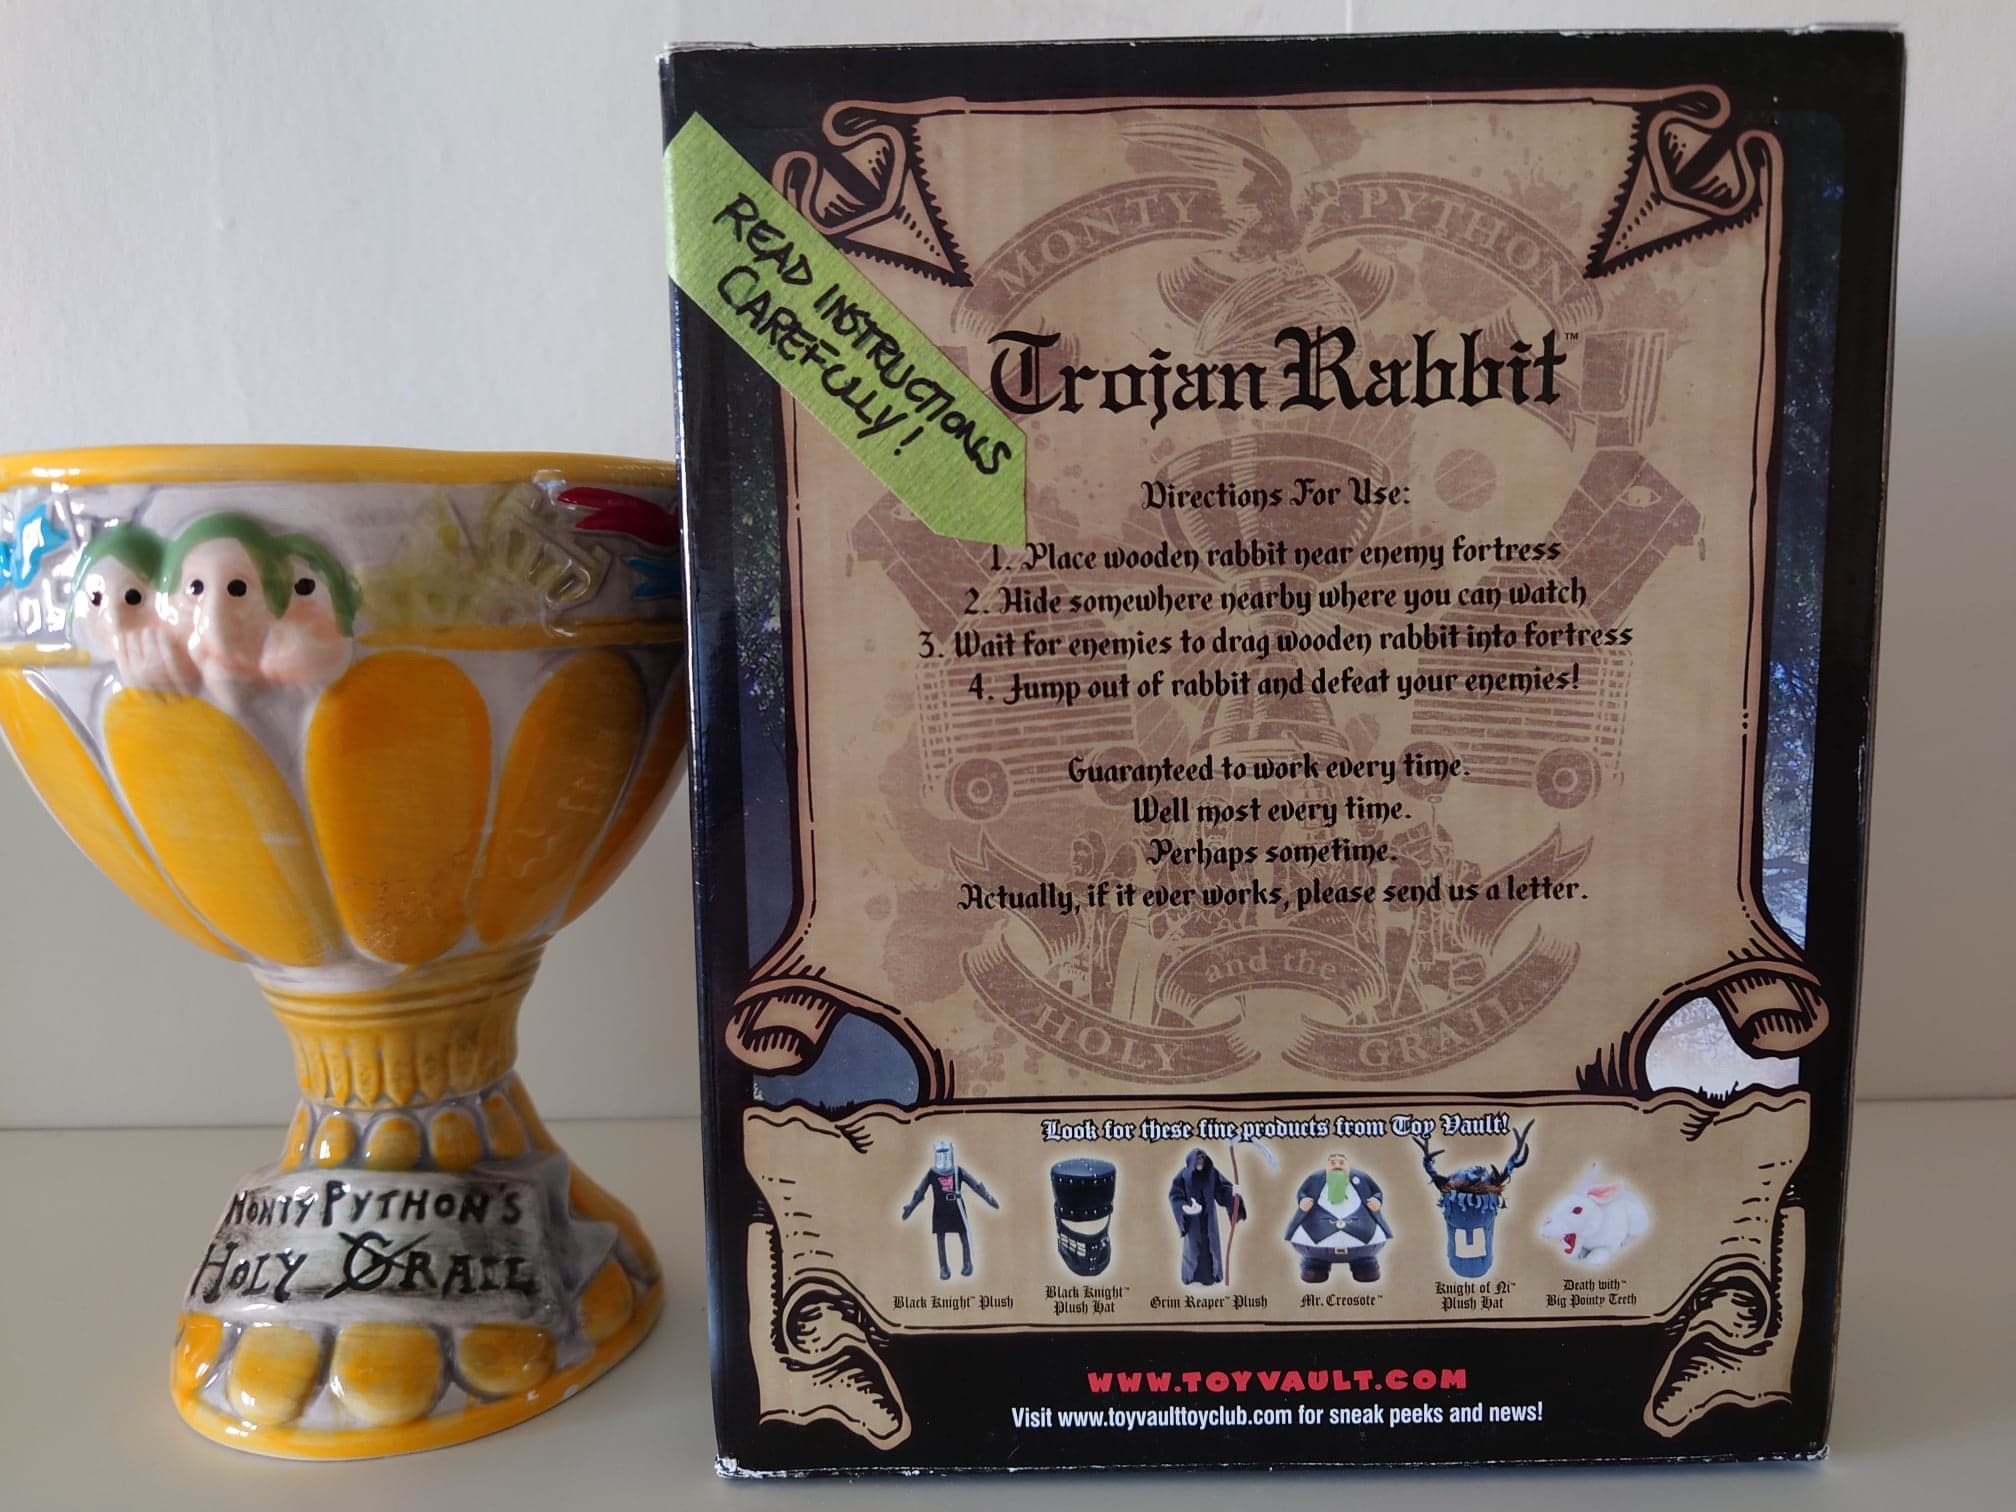 READ INSTRUCTIONS
CAREFULLY!
MONTY PYTHON
Trojan Rabbit™
Directions For Use:
1. Place wooden rabbit near enemy fortress
2. Hide somewhere nearby where you can watch
3. Wait for enemies to drag wooden rabbit into fortress
4. Jump out of rabbit and defeat your enemies!
Guaranteed to work every time.
Well most every time.
Perhaps sometime.
Actually, if it ever works, please send us a letter.
and the
HOLY GRAIL
Look for these fine products from Toy Vault!
Black Knight™ Plush
Black Knight™
Plush Hat
Grim Reaper™ Plush
Mr. Creosote™
Knight of Ni™
Plush Hat
Death with™
Big Pointy Teeth
WWW.TOYVAULT.COM
Visit www.toyvaulttoyclub.com for sneak peeks and news!
MONTY PYTHON'S
HOLY GRAIL